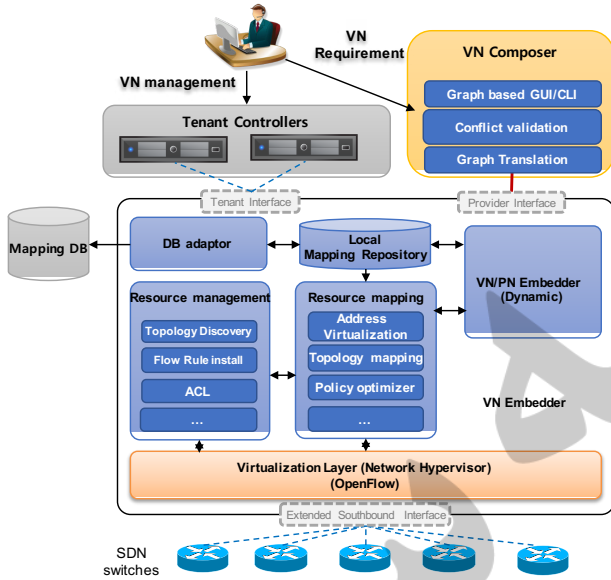 VN
Requirement
VN management
VN Composer
Graph based GUI/CLI
Conflict validation
Graph Translation
Tenant Controllers
Tenant Interface
Provider Interface
Mapping DB
DB adaptor
Local
Mapping Repository
VN/PN Embedder
(Dynamic)
Resource management
Topology Discovery
Flow Rule install
ACL
...
Resource mapping
Address
Virtualization
Topology mapping
Policy optimizer
...
VN Embedder
Virtualization Layer (Network Hypervisor)
(OpenFlow)
Extended Southbound Interface
SDN
switches